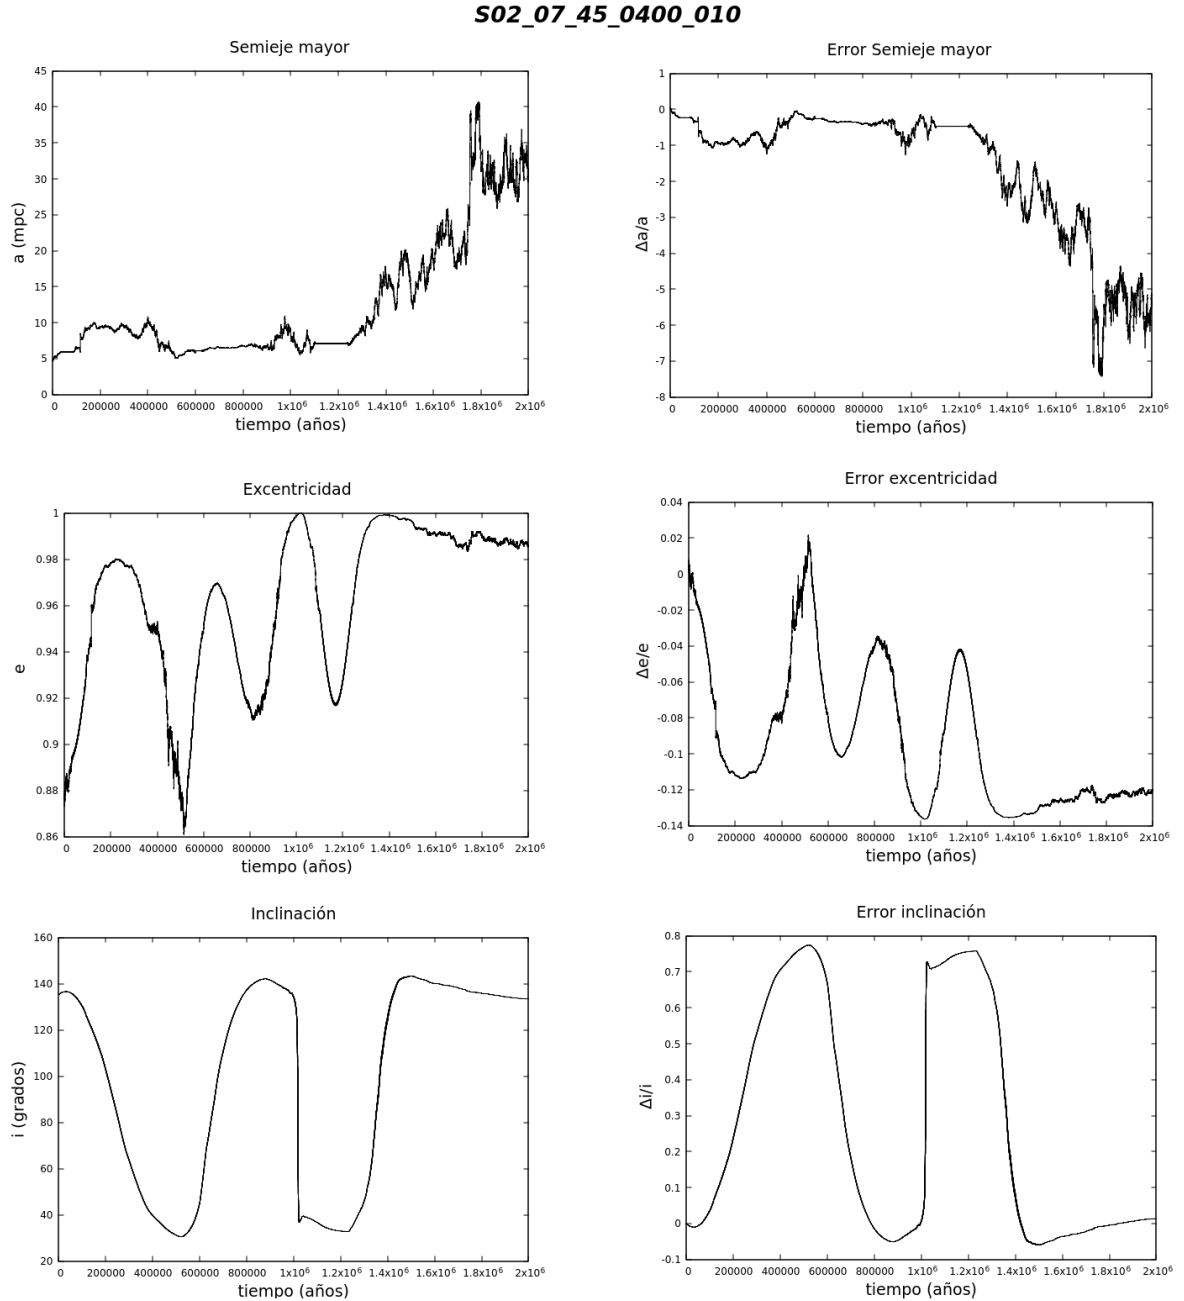 S02_07_45_0400_010
Semieje mayor
a (mpc)
45
40
35
30
25
20
15
10
5
0
0 200000 400000 600000 800000 1x10⁶ 1.2x10⁶ 1.4x10⁶ 1.6x10⁶ 1.8x10⁶ 2x10⁶
tiempo (años)
Error Semieje mayor
Δa/a
1
0
-1
-2
-3
-4
-5
-6
-7
-8
0 200000 400000 600000 800000 1x10⁶ 1.2x10⁶ 1.4x10⁶ 1.6x10⁶ 1.8x10⁶ 2x10⁶
tiempo (años)
Excentricidad
e
1
0.98
0.96
0.94
0.92
0.9
0.88
0.86
0 200000 400000 600000 800000 1x10⁶ 1.2x10⁶ 1.4x10⁶ 1.6x10⁶ 1.8x10⁶ 2x10⁶
tiempo (años)
Error excentricidad
Δe/e
0.04
0.02
0
-0.02
-0.04
-0.06
-0.08
-0.1
-0.12
-0.14
0 200000 400000 600000 800000 1x10⁶ 1.2x10⁶ 1.4x10⁶ 1.6x10⁶ 1.8x10⁶ 2x10⁶
tiempo (años)
Inclinación
i (grados)
160
140
120
100
80
60
40
20
0 200000 400000 600000 800000 1x10⁶ 1.2x10⁶ 1.4x10⁶ 1.6x10⁶ 1.8x10⁶ 2x10⁶
tiempo (años)
Error inclinación
Δi/i
0.8
0.7
0.6
0.5
0.4
0.3
0.2
0.1
0
-0.1
0 200000 400000 600000 800000 1x10⁶ 1.2x10⁶ 1.4x10⁶ 1.6x10⁶ 1.8x10⁶ 2x10⁶
tiempo (años)